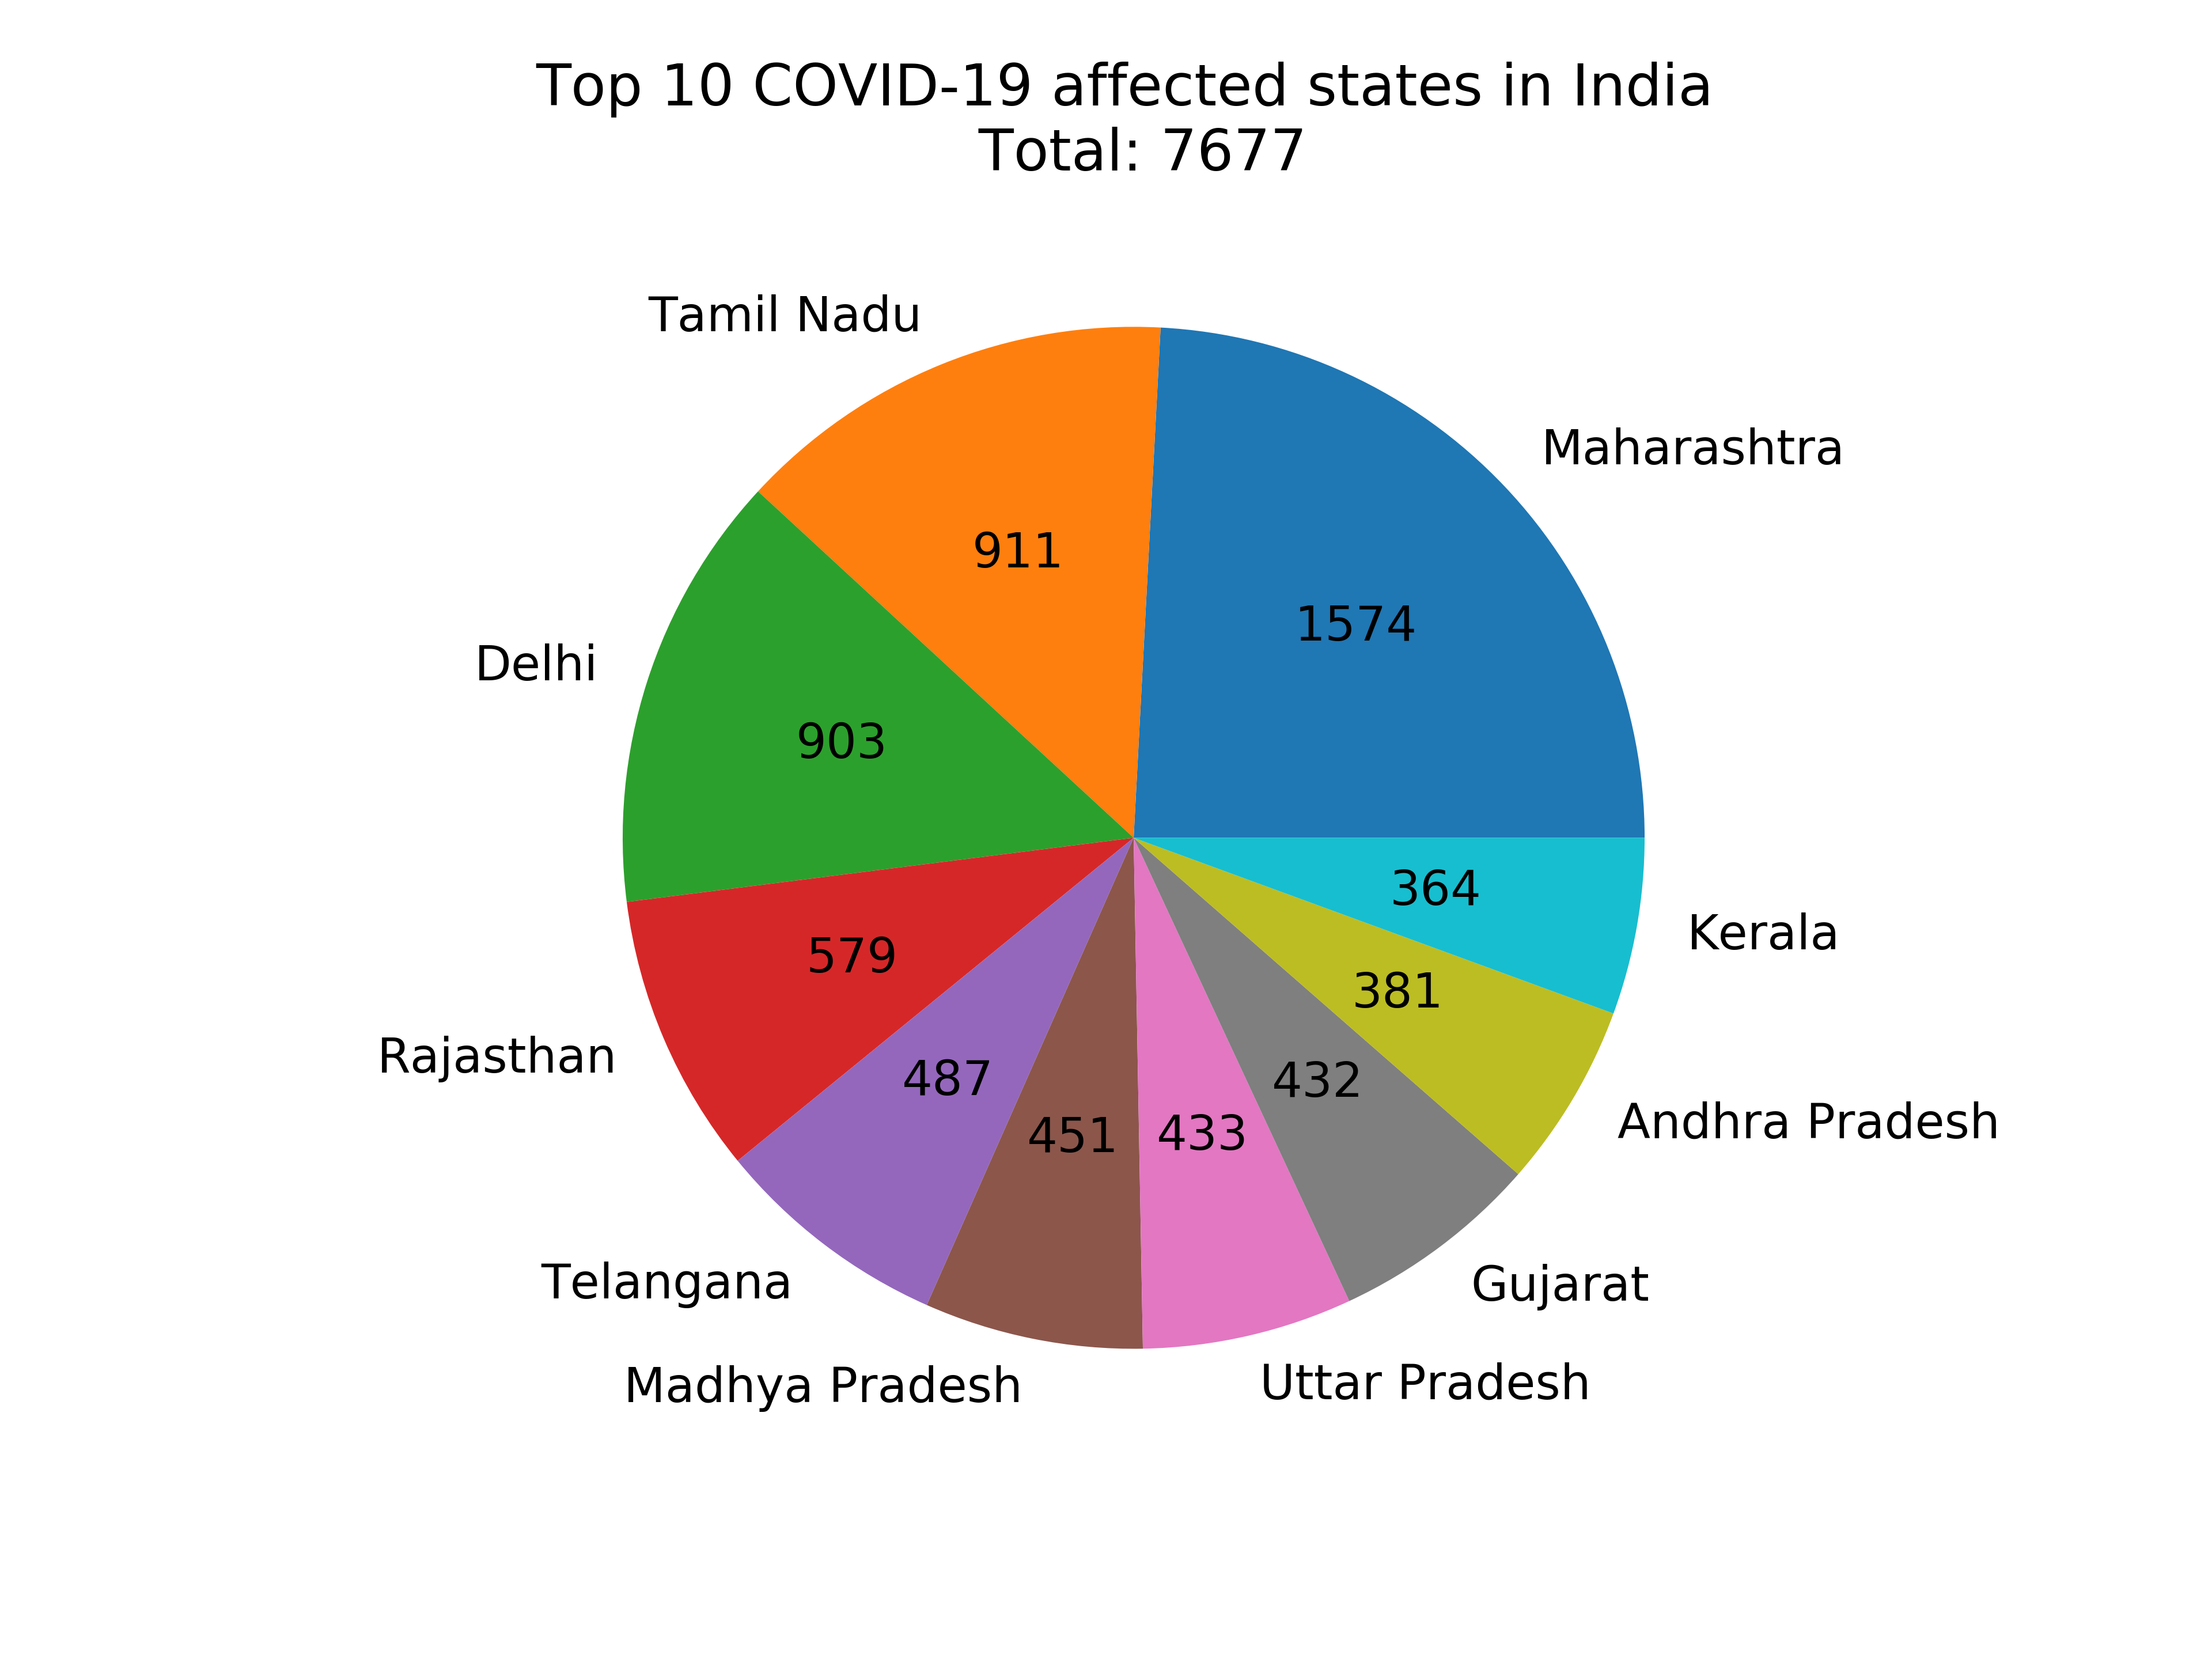 Top 10 COVID-19 affected states in India
Total: 7677
Tamil Nadu
Maharashtra
911
1574
Delhi
903
364
Kerala
579
381
Rajasthan
487
432
451
433
Andhra Pradesh
Telangana
Gujarat
Madhya Pradesh
Uttar Pradesh